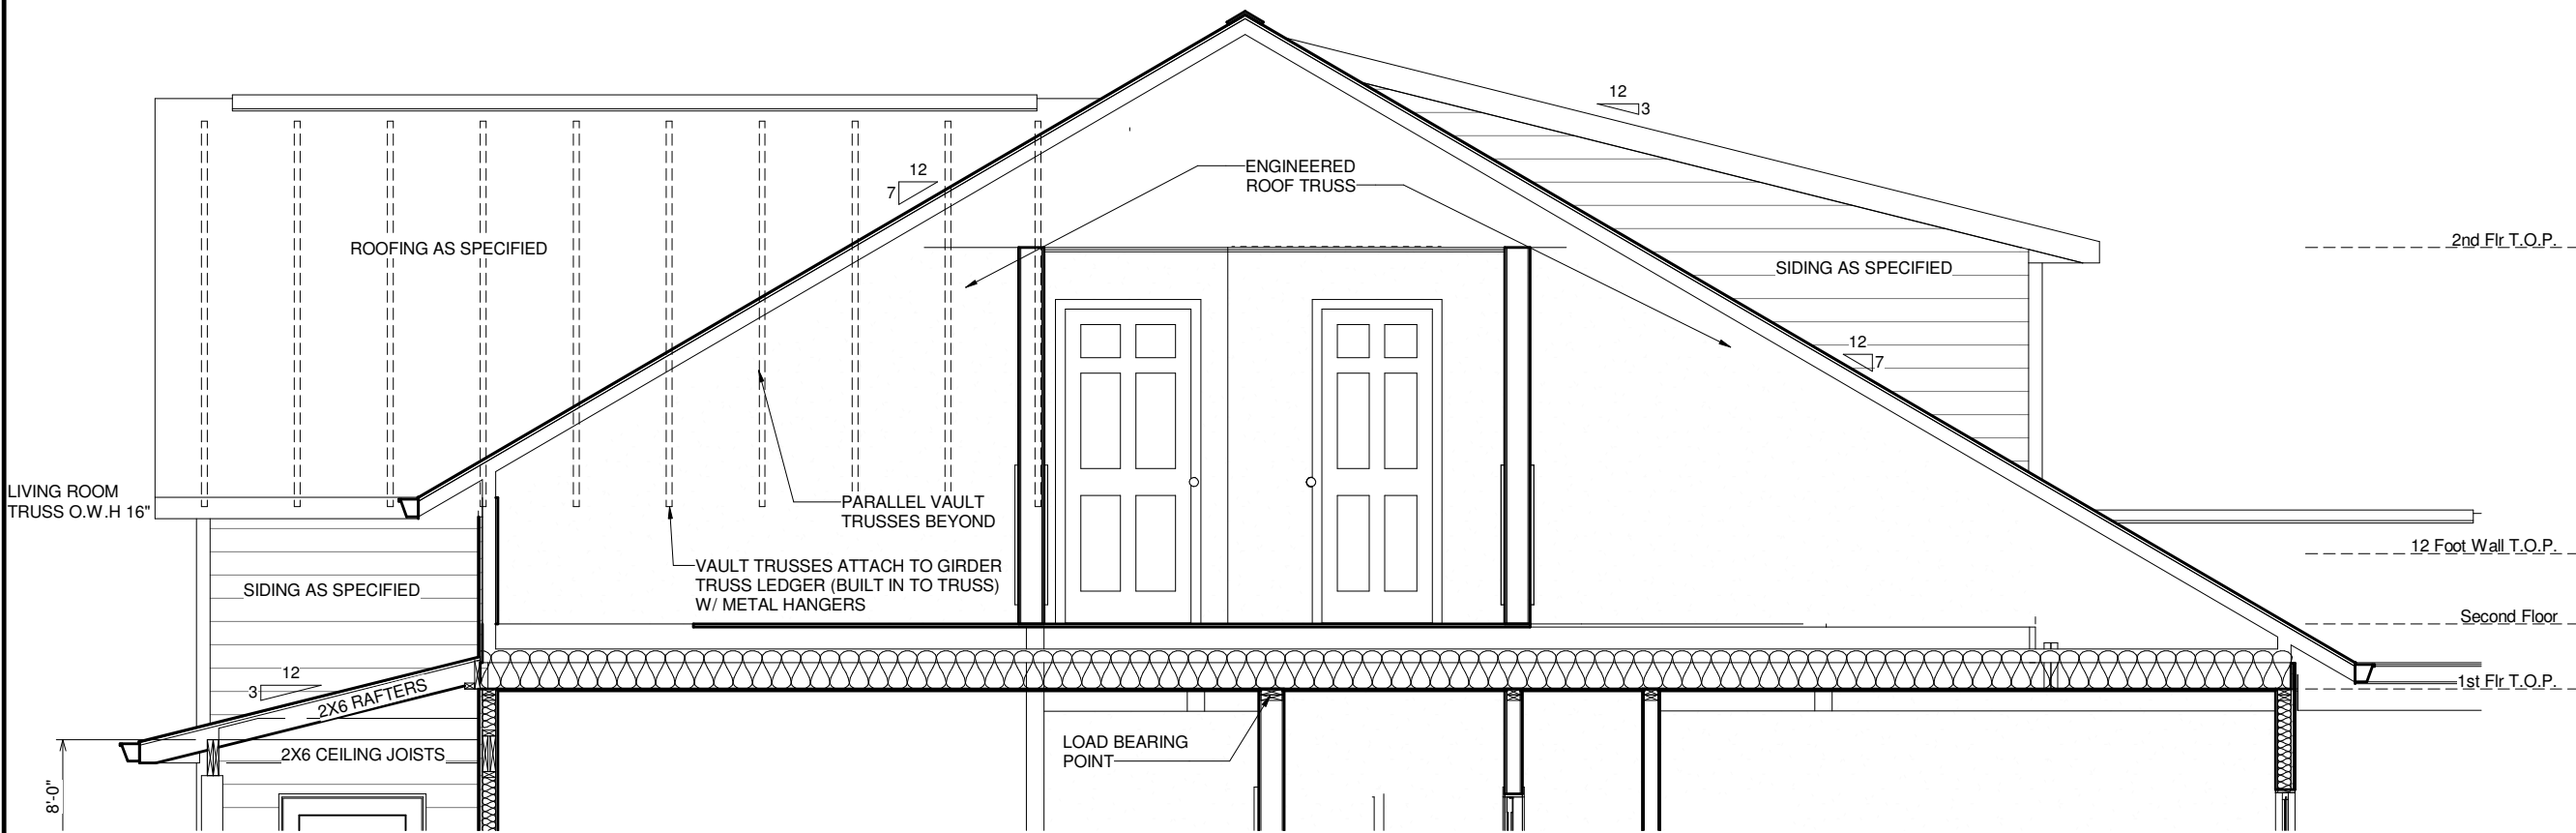 12
3
ENGINEERED
ROOF TRUSS
12
7
ROOFING AS SPECIFIED
2nd Flr T.O.P.
SIDING AS SPECIFIED
12
7
LIVING ROOM
TRUSS O.W.H 16"
PARALLEL VAULT
TRUSSES BEYOND
12 Foot Wall T.O.P.
VAULT TRUSSES ATTACH TO GIRDER
TRUSS LEDGER (BUILT IN TO TRUSS)
W/ METAL HANGERS
SIDING AS SPECIFIED
Second Floor
12
3
2X6 RAFTERS
1st Flr T.O.P.
LOAD BEARING
POINT
2X6 CEILING JOISTS
8'-0"